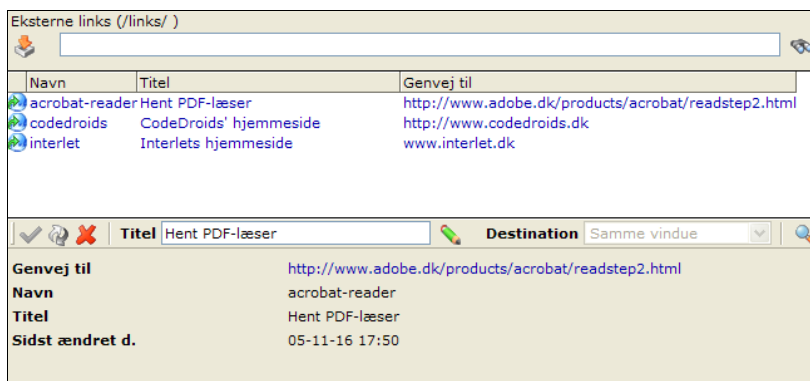 Eksterne links (/links/ )
Navn Titel Genvej til
acrobat-reader Hent PDF-læser http://www.adobe.dk/products/acrobat/readstep2.html
codedroids CodeDroids' hjemmeside http://www.codedroids.dk
interlet Interlets hjemmeside www.interlet.dk
Titel Hent PDF-læser Destination Samme vindue
Genvej til http://www.adobe.dk/products/acrobat/readstep2.html
Navn acrobat-reader
Titel Hent PDF-læser
Sidst ændret d. 05-11-16 17:50